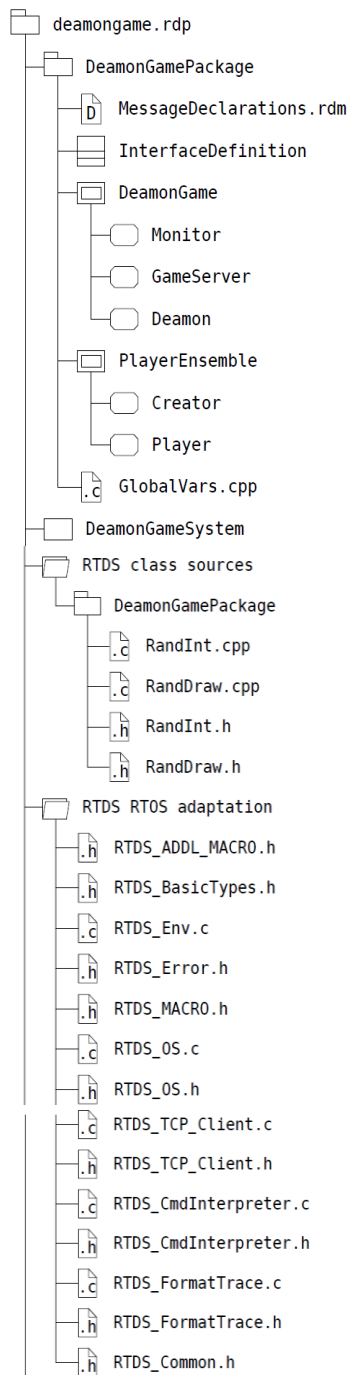 deamongame.rdp
DeamonGamePackage
D MessageDeclarations.rdm
InterfaceDefinition
DeamonGame
Monitor
GameServer
Deamon
PlayerEnsemble
Creator
Player
.c GlobalVars.cpp
DeamonGameSystem
RTDS class sources
DeamonGamePackage
.c RandInt.cpp
.c RandDraw.cpp
.h RandInt.h
.h RandDraw.h
RTDS RTOS adaptation
.h RTDS_ADDL_MACRO.h
.h RTDS_BasicTypes.h
.c RTDS_Env.c
.h RTDS_Error.h
.h RTDS_MACRO.h
.c RTDS_OS.c
.h RTDS_OS.h
.c RTDS_TCP_Client.c
.h RTDS_TCP_Client.h
.c RTDS_CmdInterpreter.c
.h RTDS_CmdInterpreter.h
.c RTDS_FormatTrace.c
.h RTDS_FormatTrace.h
.h RTDS_Common.h